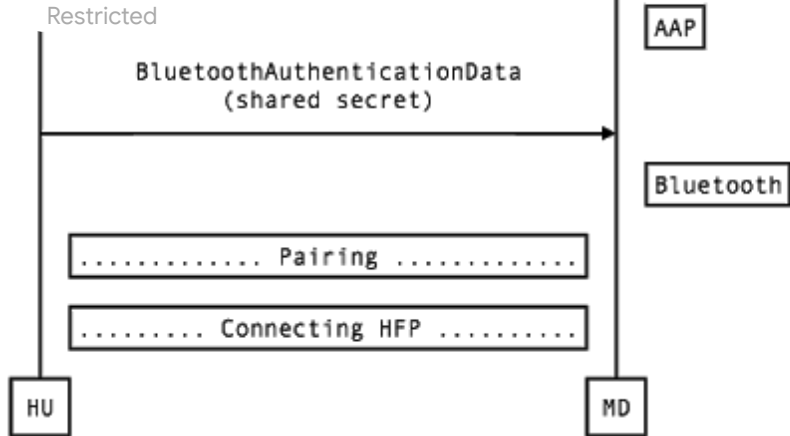 Restricted
AAP
BluetoothAuthenticationData
(shared secret)
Bluetooth
............. Pairing .............
......... Connecting HFP ..........
HU
MD